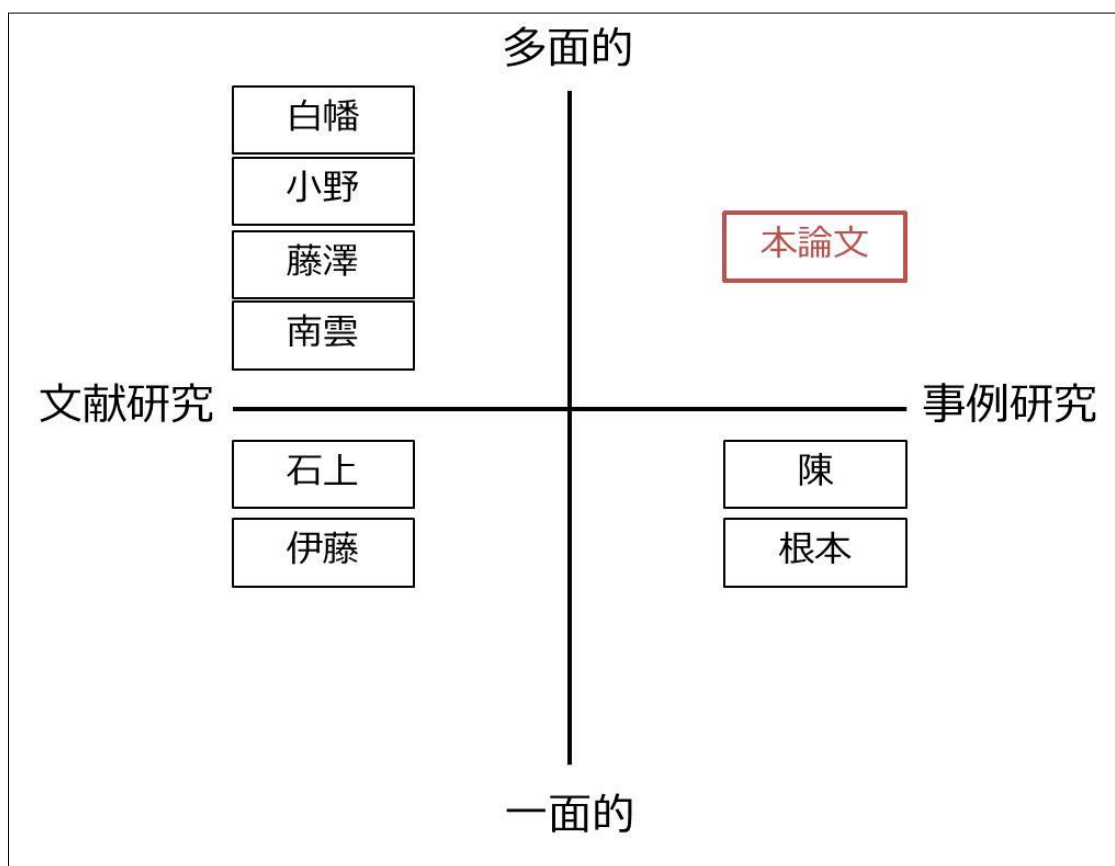 多面的
白幡
小野
藤澤
本論文
南雲
文献研究
事例研究
石上
陳
伊藤
根本
一面的